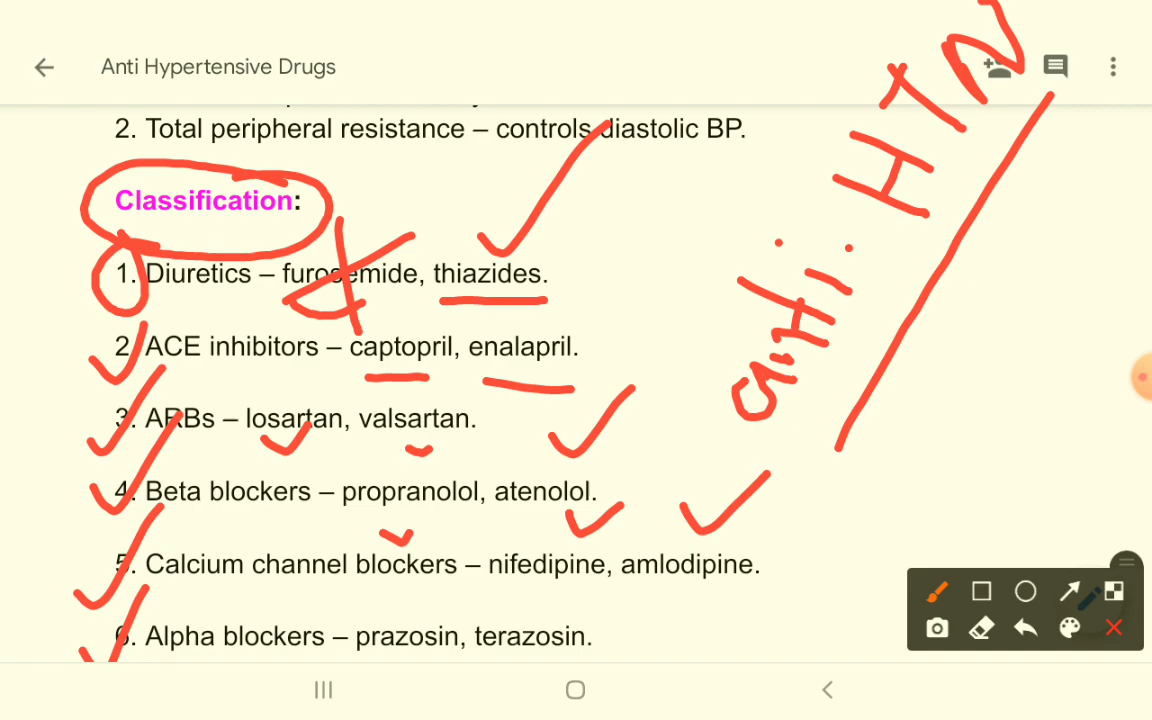 Anti Hypertensive Drugs
2. Total peripheral resistance – controls diastolic BP.
Classification:
1. Diuretics – furosemide, thiazides.
2. ACE inhibitors – captopril, enalapril.
3. ARBs – losartan, valsartan.
4. Beta blockers – propranolol, atenolol.
5. Calcium channel blockers – nifedipine, amlodipine.
6. Alpha blockers – prazosin, terazosin.
anti. HTN